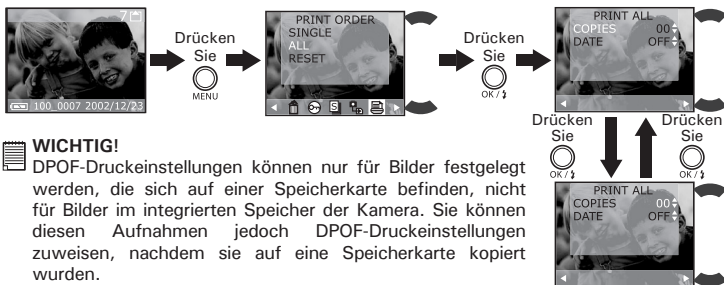 7
100_0007 2002/12/23
Drücken
Sie
MENU
PRINT ORDER
SINGLE
ALL
RESET
S
Drücken
Sie
OK /
PRINT ALL
COPIES 00
DATE OFF
Drücken
Sie
OK /
Drücken
Sie
OK /
PRINT ALL
COPIES 00
DATE OFF
WICHTIG!
DPOF-Druckeinstellungen können nur für Bilder festgelegt
werden, die sich auf einer Speicherkarte befinden, nicht
für Bilder im integrierten Speicher der Kamera. Sie können
diesen Aufnahmen jedoch DPOF-Druckeinstellungen
zuweisen, nachdem sie auf eine Speicherkarte kopiert
wurden.